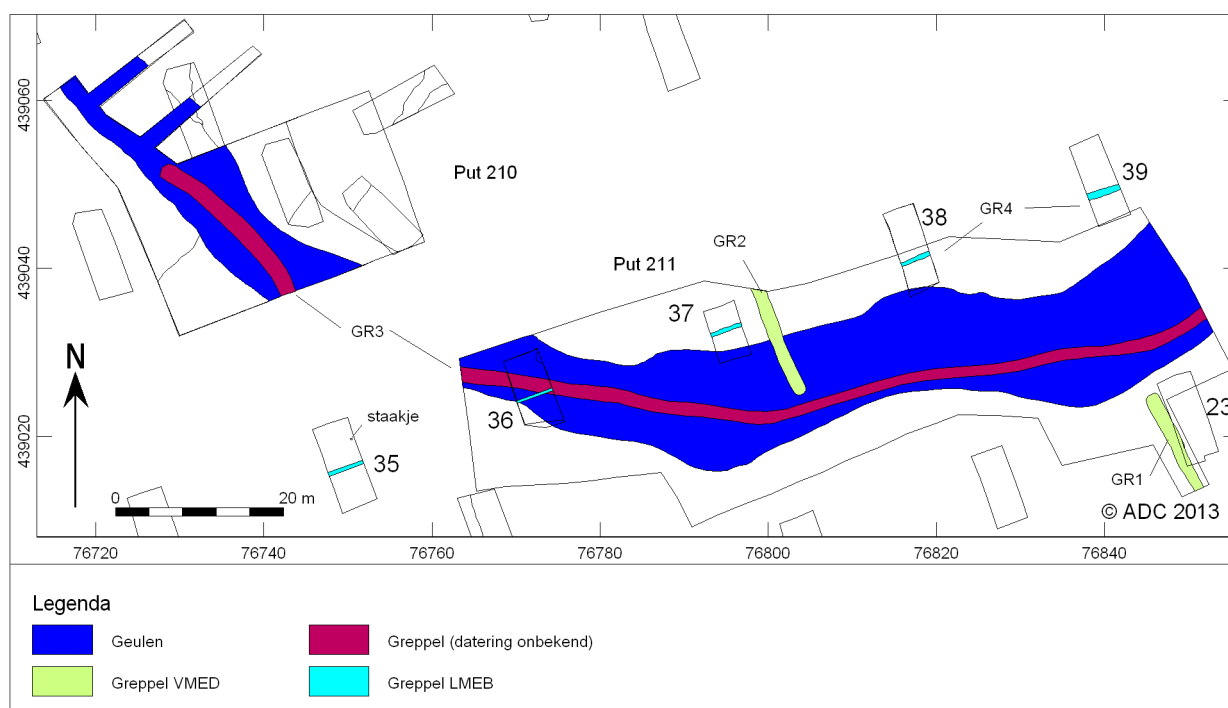 439060
439040
439020
Put 210
39
38
GR4
GR2
Put 211
37
GR3
36
staakje
35
23
GR1
N
0 20 m
© ADC 2013
76720 76740 76760 76780 76800 76820 76840
Legenda
Geulen
Greppel (datering onbekend)
Greppel VMED
Greppel LMEB